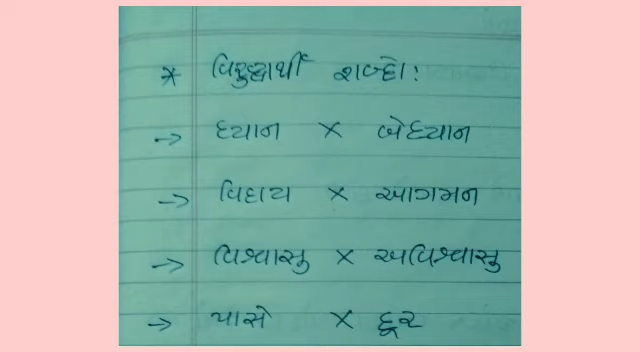 * વિરુદ્ધાર્થી શબ્દો:
→ ધ્યાન × બેધ્યાન
→ વિદાય × આગમન
→ વિશ્વાસુ × અવિશ્વાસુ
→ પાસે × દૂર